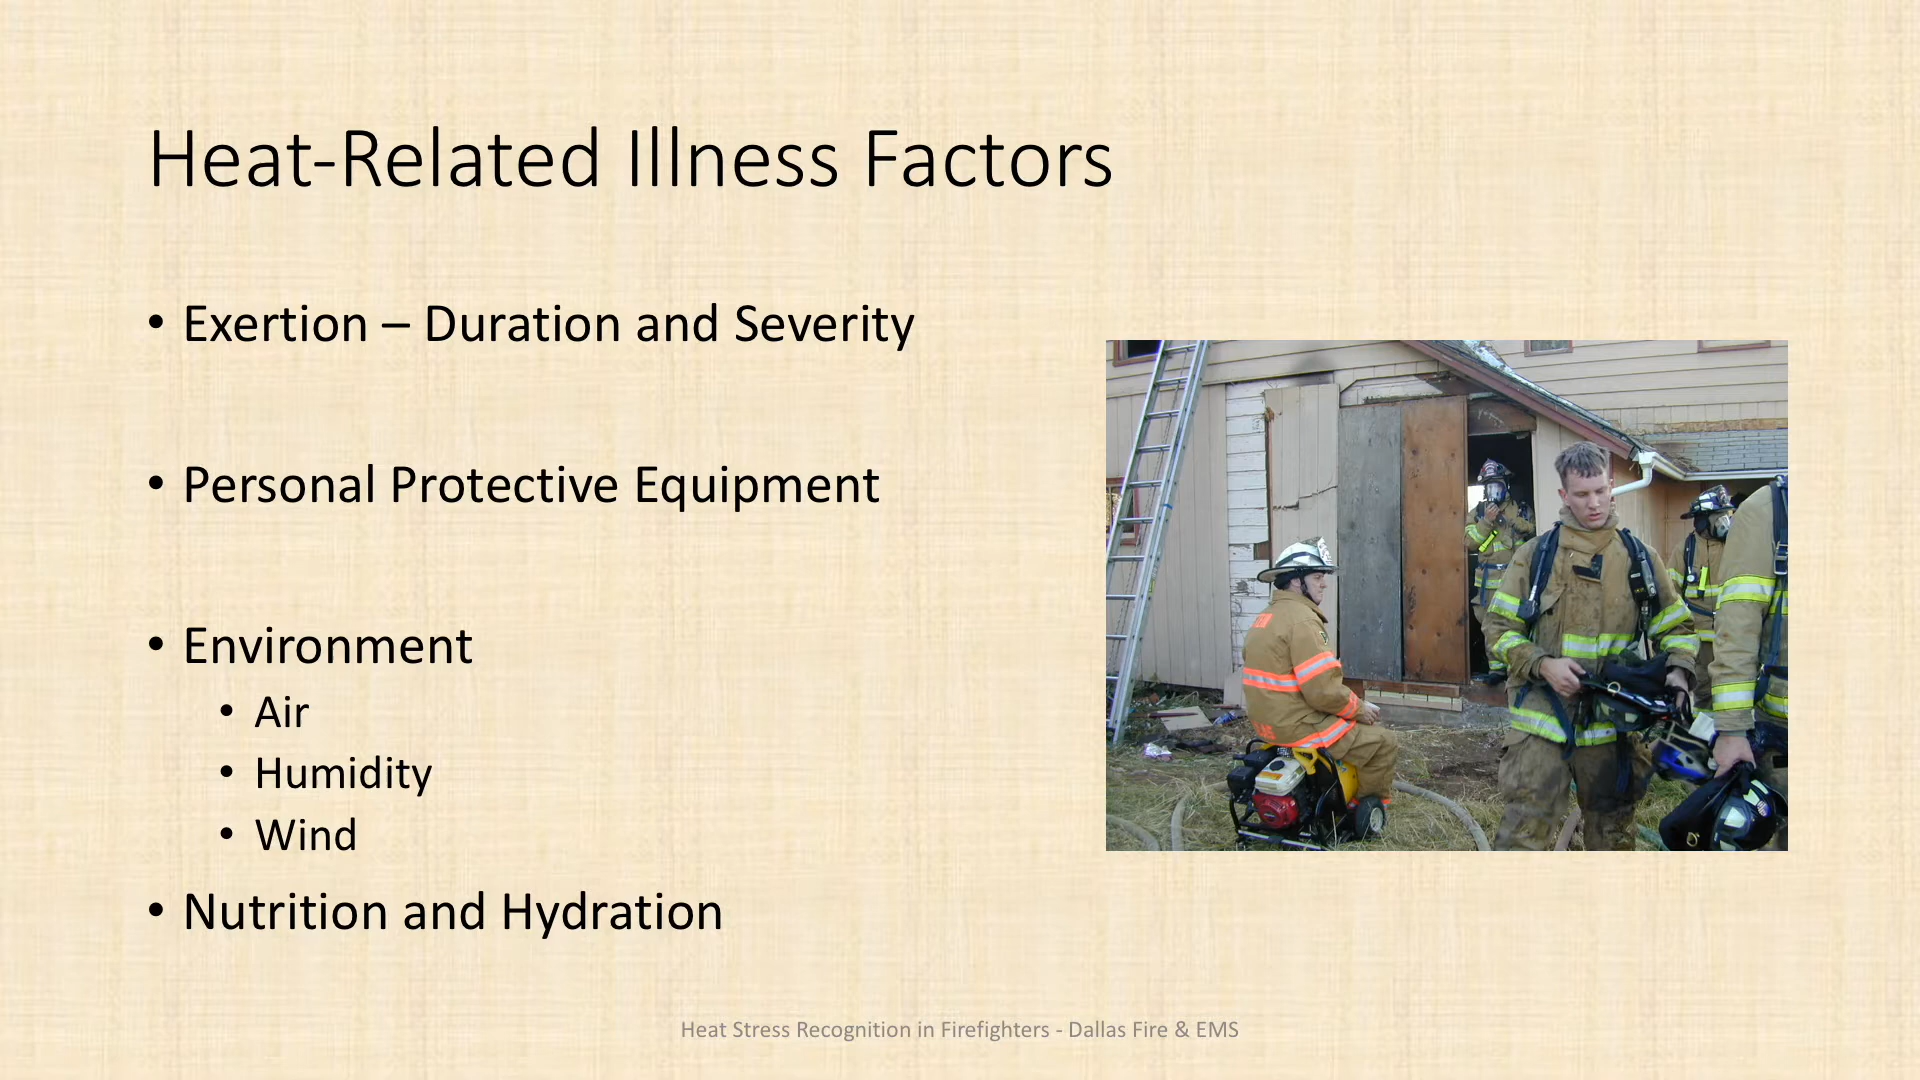 Heat-Related Illness Factors
• Exertion – Duration and Severity
• Personal Protective Equipment
• Environment
• Air
• Humidity
• Wind
• Nutrition and Hydration
Heat Stress Recognition in Firefighters - Dallas Fire & EMS